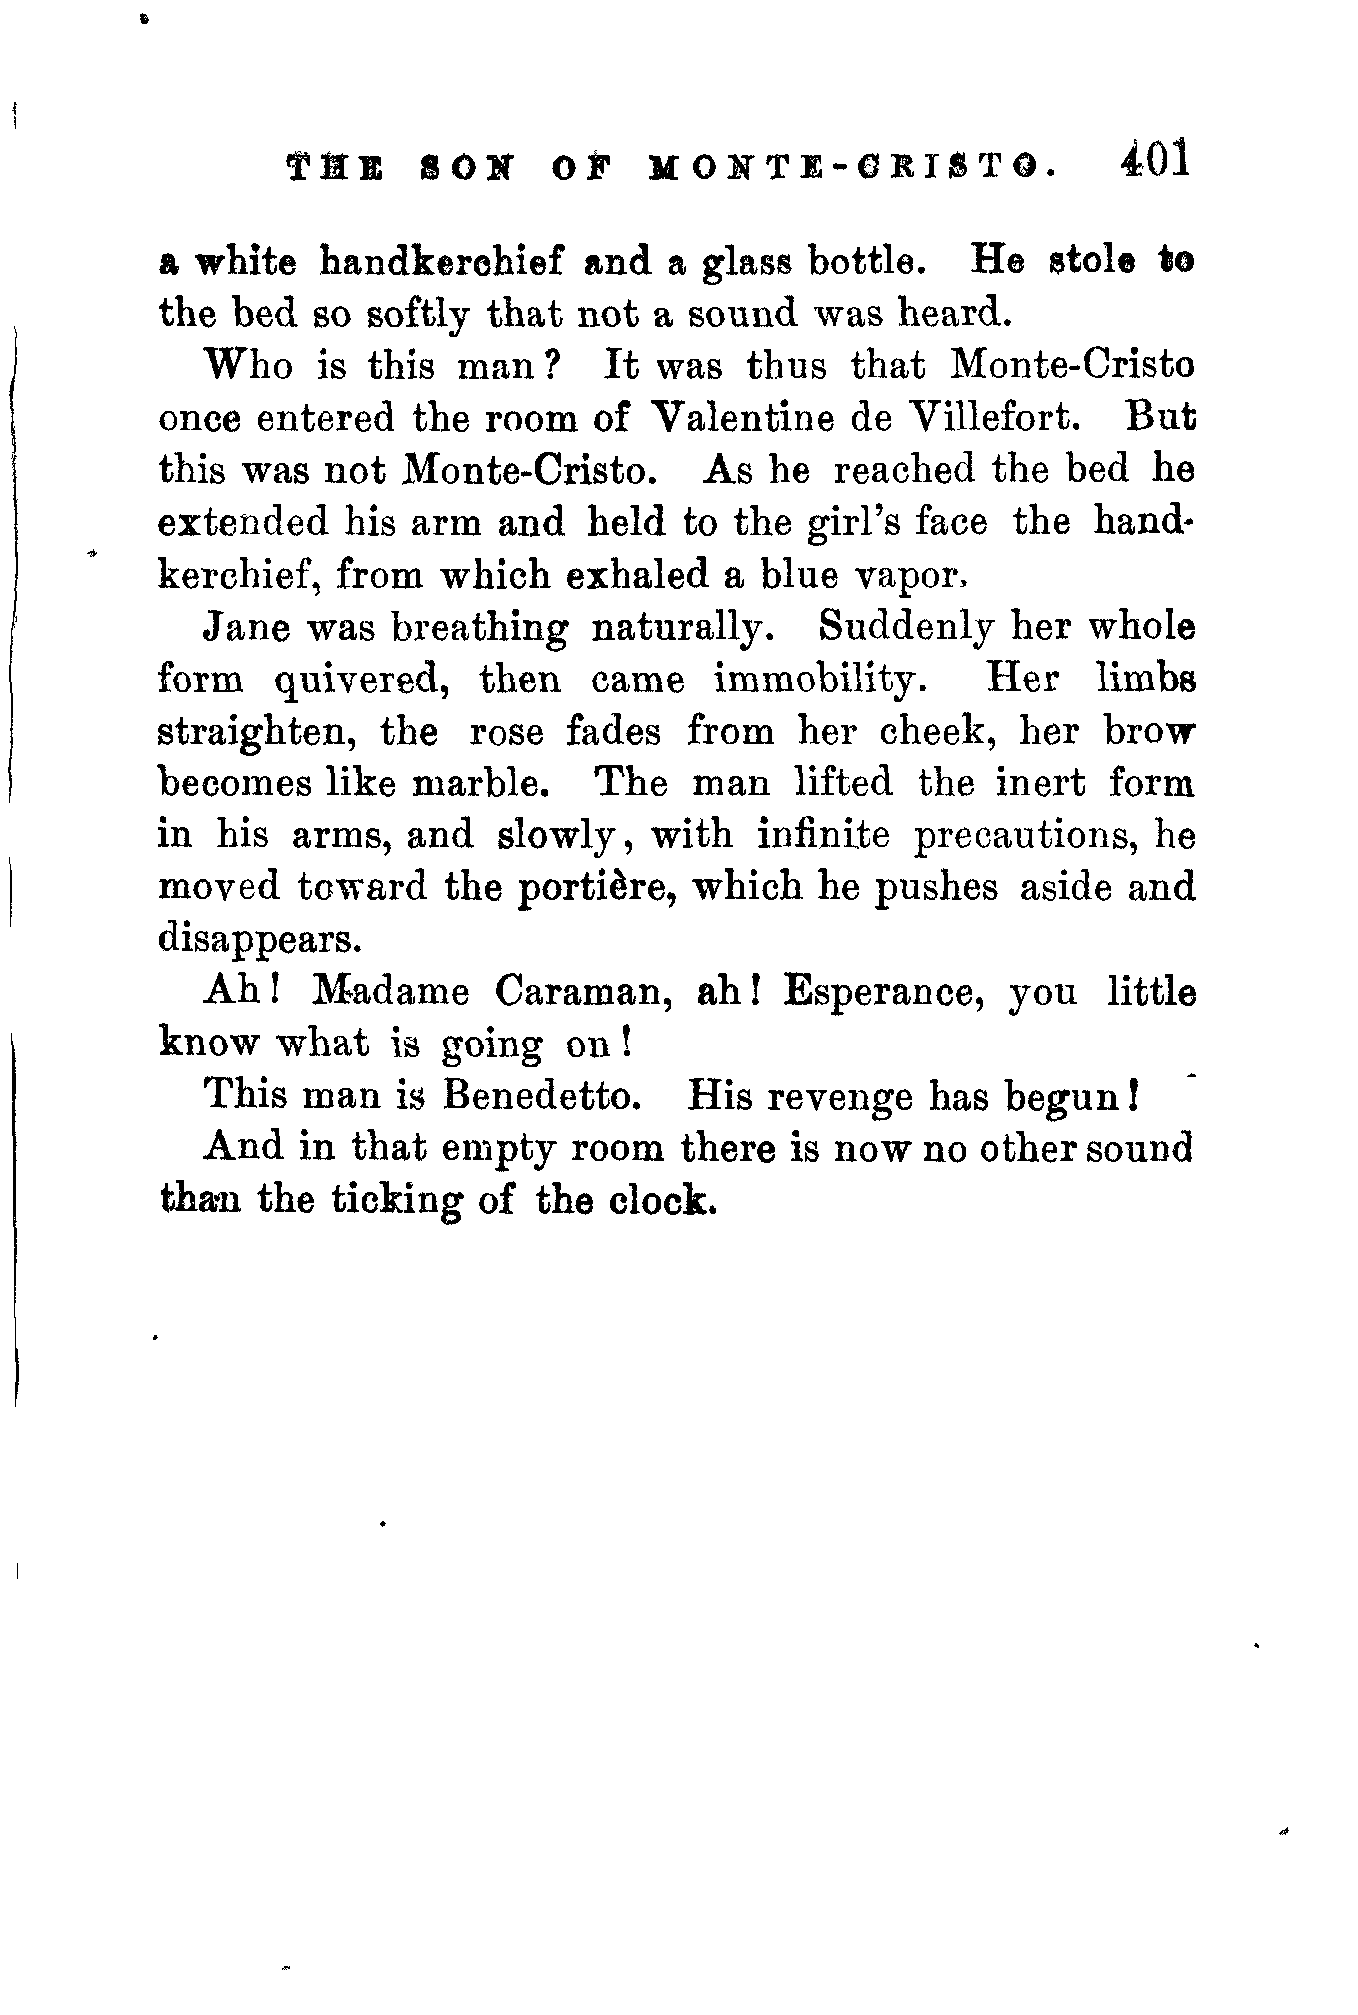 THE SON OF MONTE-CRISTO. 401
a white handkerchief and a glass bottle. He stole to
the bed so softly that not a sound was heard.
Who is this man? It was thus that Monte-Cristo
once entered the room of Valentine de Villefort. But
this was not Monte-Cristo. As he reached the bed he
extended his arm and held to the girl's face the hand-
kerchief, from which exhaled a blue vapor.
Jane was breathing naturally. Suddenly her whole
form quivered, then came immobility. Her limbs
straighten, the rose fades from her cheek, her brow
becomes like marble. The man lifted the inert form
in his arms, and slowly, with infinite precautions, he
moved toward the portière, which he pushes aside and
disappears.
Ah! Madame Caraman, ah! Esperance, you little
know what is going on!
This man is Benedetto. His revenge has begun!
And in that empty room there is now no other sound
than the ticking of the clock.